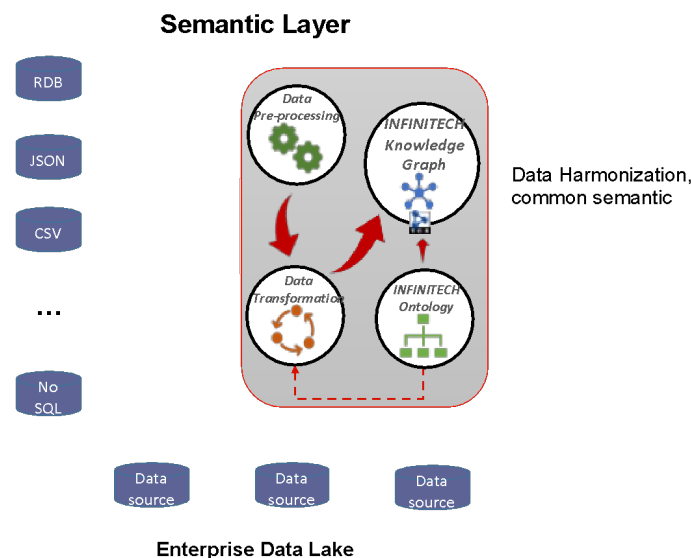 Semantic Layer
RDB
JSON
CSV
...
No
SQL
Data
Pre-processing
INFINITECH
Knowledge
Graph
Data
Transformation
INFINITECH
Ontology
Data Harmonization,
common semantic
Data
source
Data
source
Data
source
Enterprise Data Lake